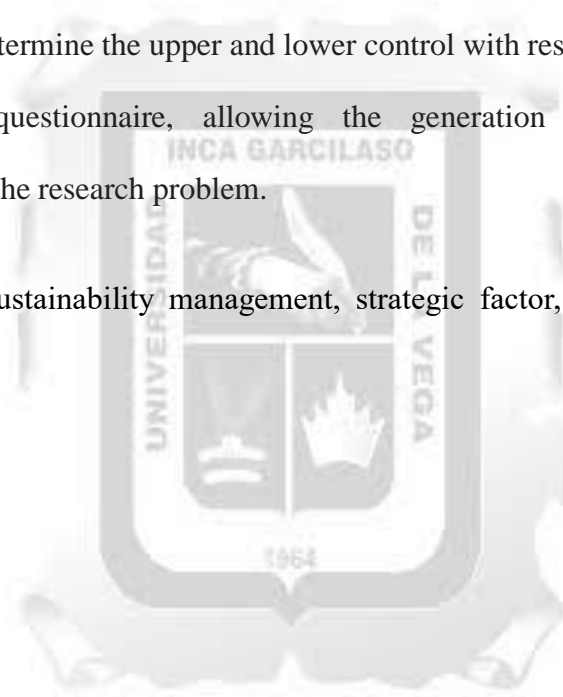 termine the upper and lower control with res
questionnaire, allowing the generation
INCA GARCILASO
he research problem.
UNIVERSIDAD
DE LA VEGA
ustainability management, strategic factor,
1964